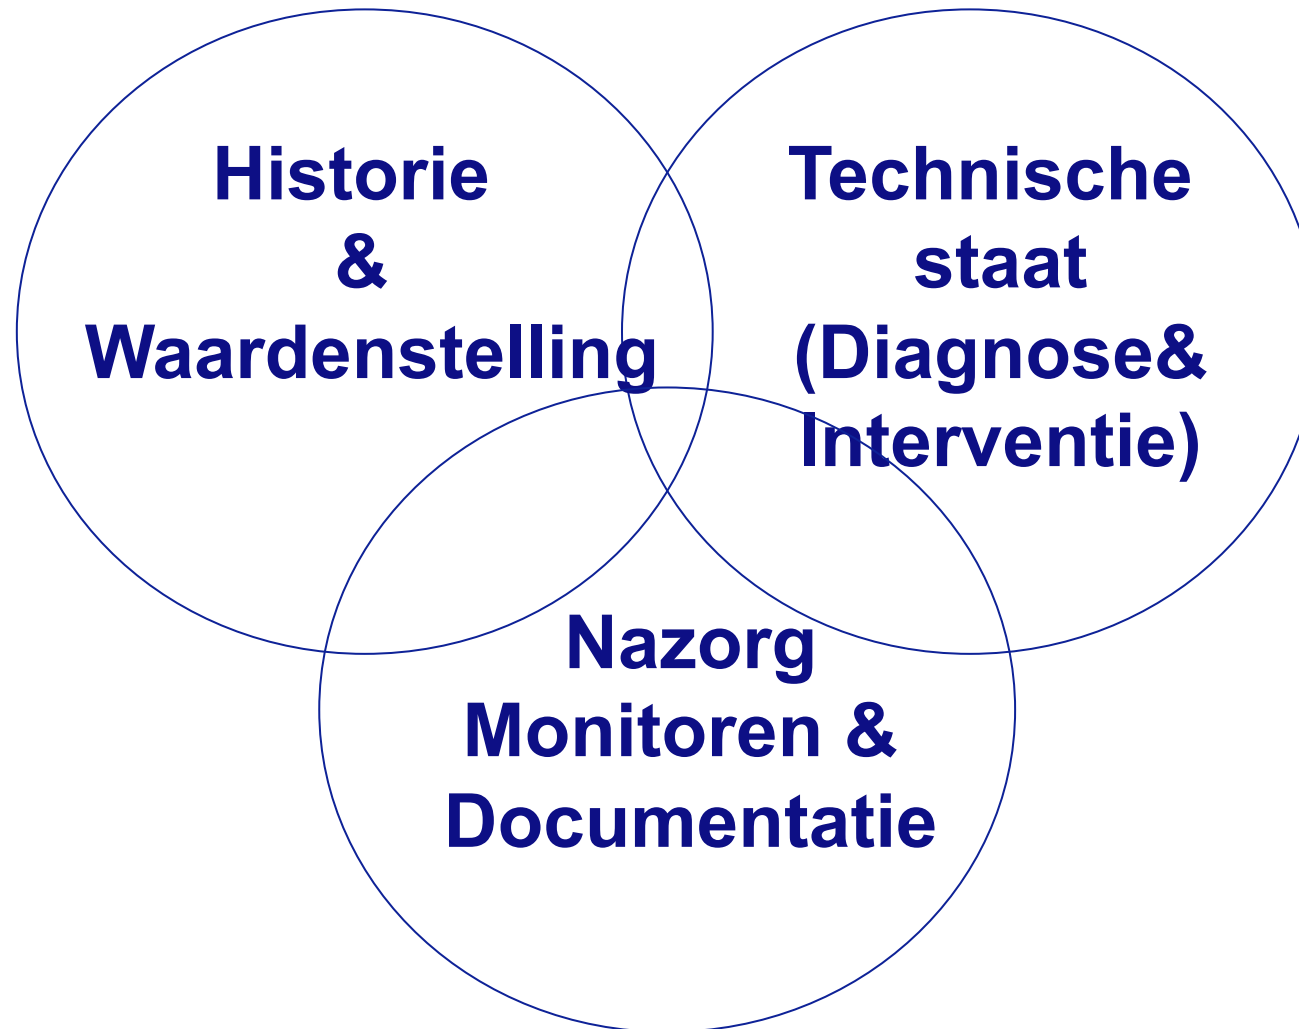 Historie
&
Waardenstelling
Technische
staat
(Diagnose&
Interventie)
Nazorg
Monitoren &
Documentatie